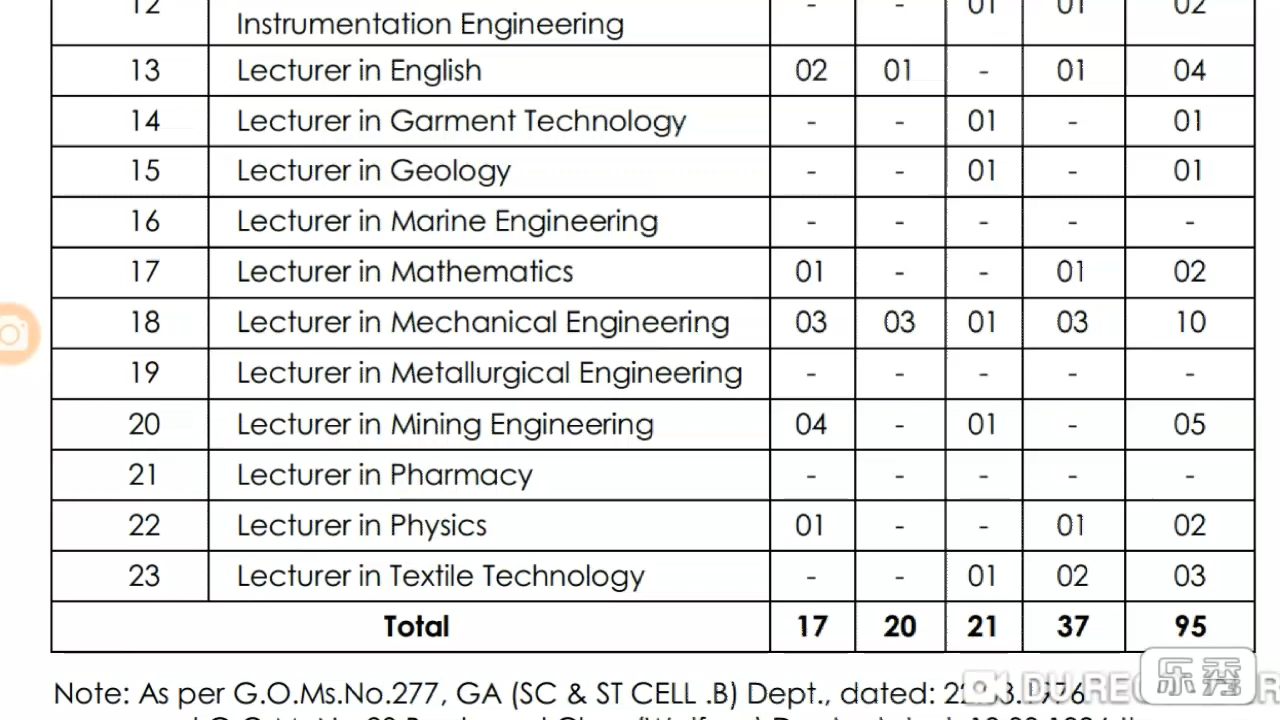 12 - - 01 01 02
Instrumentation Engineering
13 Lecturer in English 02 01 - 01 04
14 Lecturer in Garment Technology - - 01 - 01
15 Lecturer in Geology - - 01 - 01
16 Lecturer in Marine Engineering - - - - -
17 Lecturer in Mathematics 01 - - 01 02
18 Lecturer in Mechanical Engineering 03 03 01 03 10
19 Lecturer in Metallurgical Engineering - - - - -
20 Lecturer in Mining Engineering 04 - 01 - 05
21 Lecturer in Pharmacy - - - - -
22 Lecturer in Physics 01 - - 01 02
23 Lecturer in Textile Technology - - 01 02 03
Total 17 20 21 37 95
Note: As per G.O.Ms.No.277, GA (SC & ST CELL .B) Dept., dated:
DU
乐秀